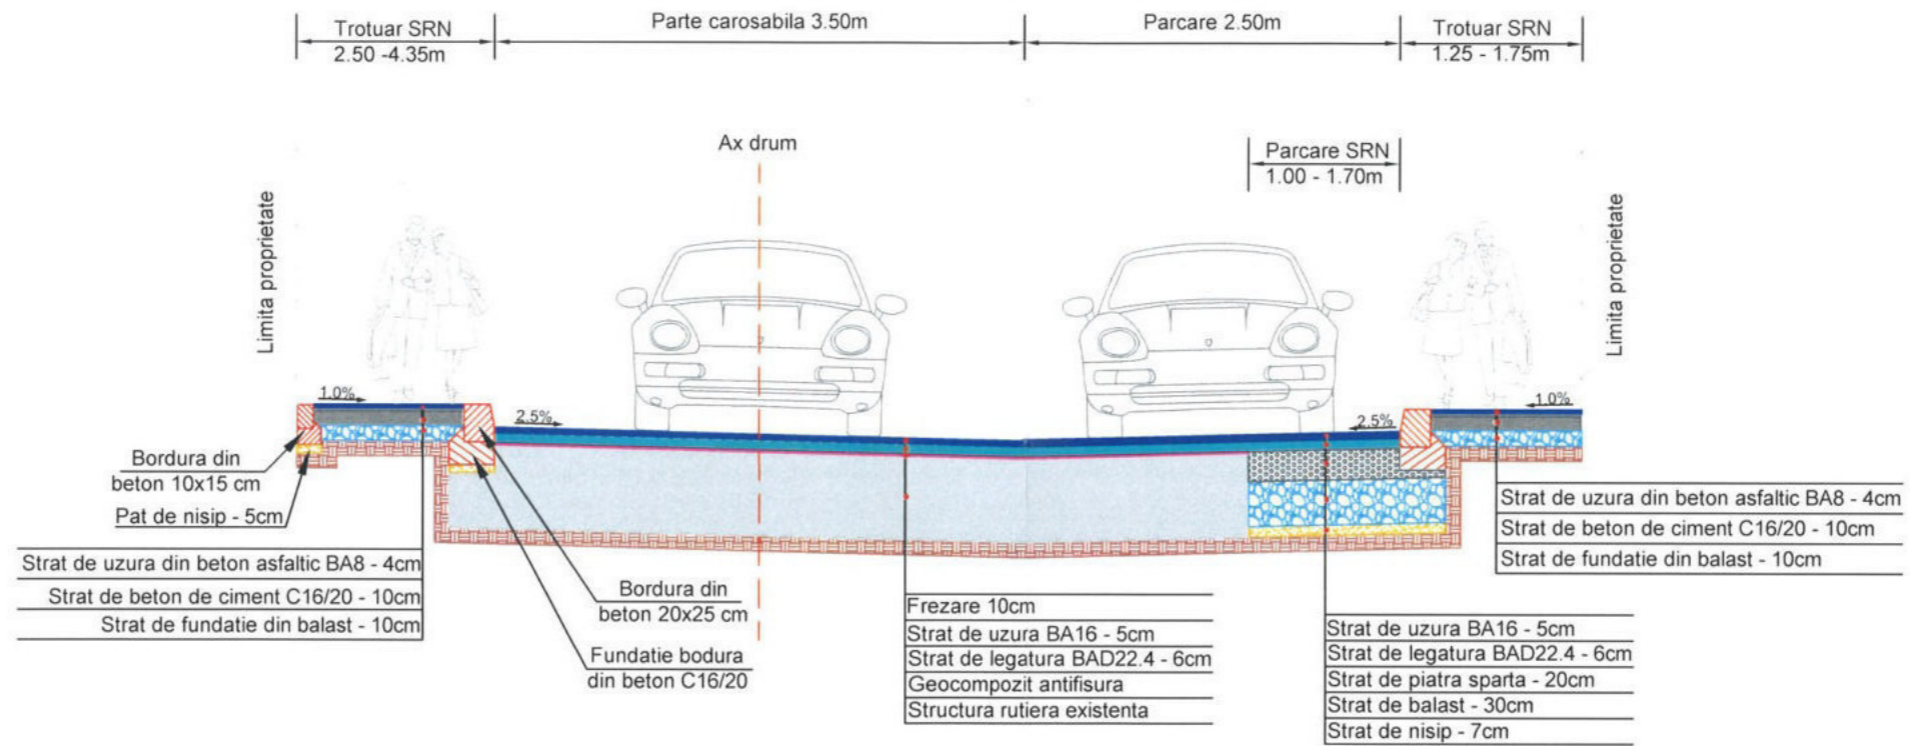 Trotuar SRN
2.50 -4.35m
Parte carosabila 3.50m
Parcare 2.50m
Trotuar SRN
1.25 - 1.75m
Ax drum
Parcare SRN
1.00 - 1.70m
Limita proprietate
Limita proprietate
1.0%
2.5%
2.5%
1.0%
Bordura din
beton 10x15 cm
Pat de nisip - 5cm
Strat de uzura din beton asfaltic BA8 - 4cm
Strat de beton de ciment C16/20 - 10cm
Strat de fundatie din balast - 10cm
Bordura din
beton 20x25 cm
Fundatie bodura
din beton C16/20
Frezare 10cm
Strat de uzura BA16 - 5cm
Strat de legatura BAD22.4 - 6cm
Geocompozit antifisura
Structura rutiera existenta
Strat de uzura BA16 - 5cm
Strat de legatura BAD22.4 - 6cm
Strat de piatra sparta - 20cm
Strat de balast - 30cm
Strat de nisip - 7cm
Strat de uzura din beton asfaltic BA8 - 4cm
Strat de beton de ciment C16/20 - 10cm
Strat de fundatie din balast - 10cm